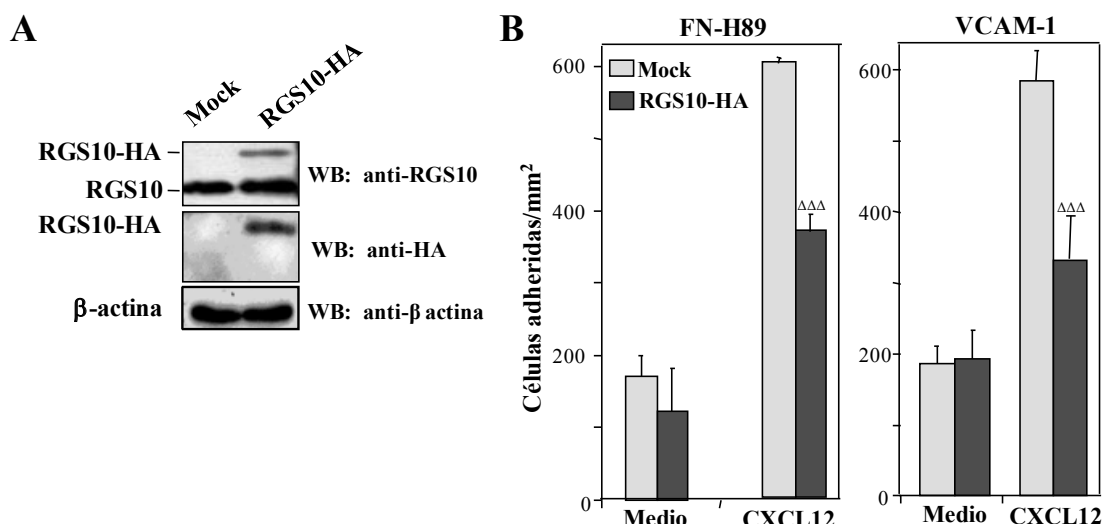 A
Mock
RGS10-HA
RGS10-HA
RGS10
WB: anti-RGS10
RGS10-HA
WB: anti-HA
β-actina
WB: anti-β actina
B
FN-H89
VCAM-1
Mock
RGS10-HA
Células adheridas/mm²
600
400
200
0
ΔΔΔ
Medio
CXCL12
600
400
200
0
ΔΔΔ
Medio
CXCL12